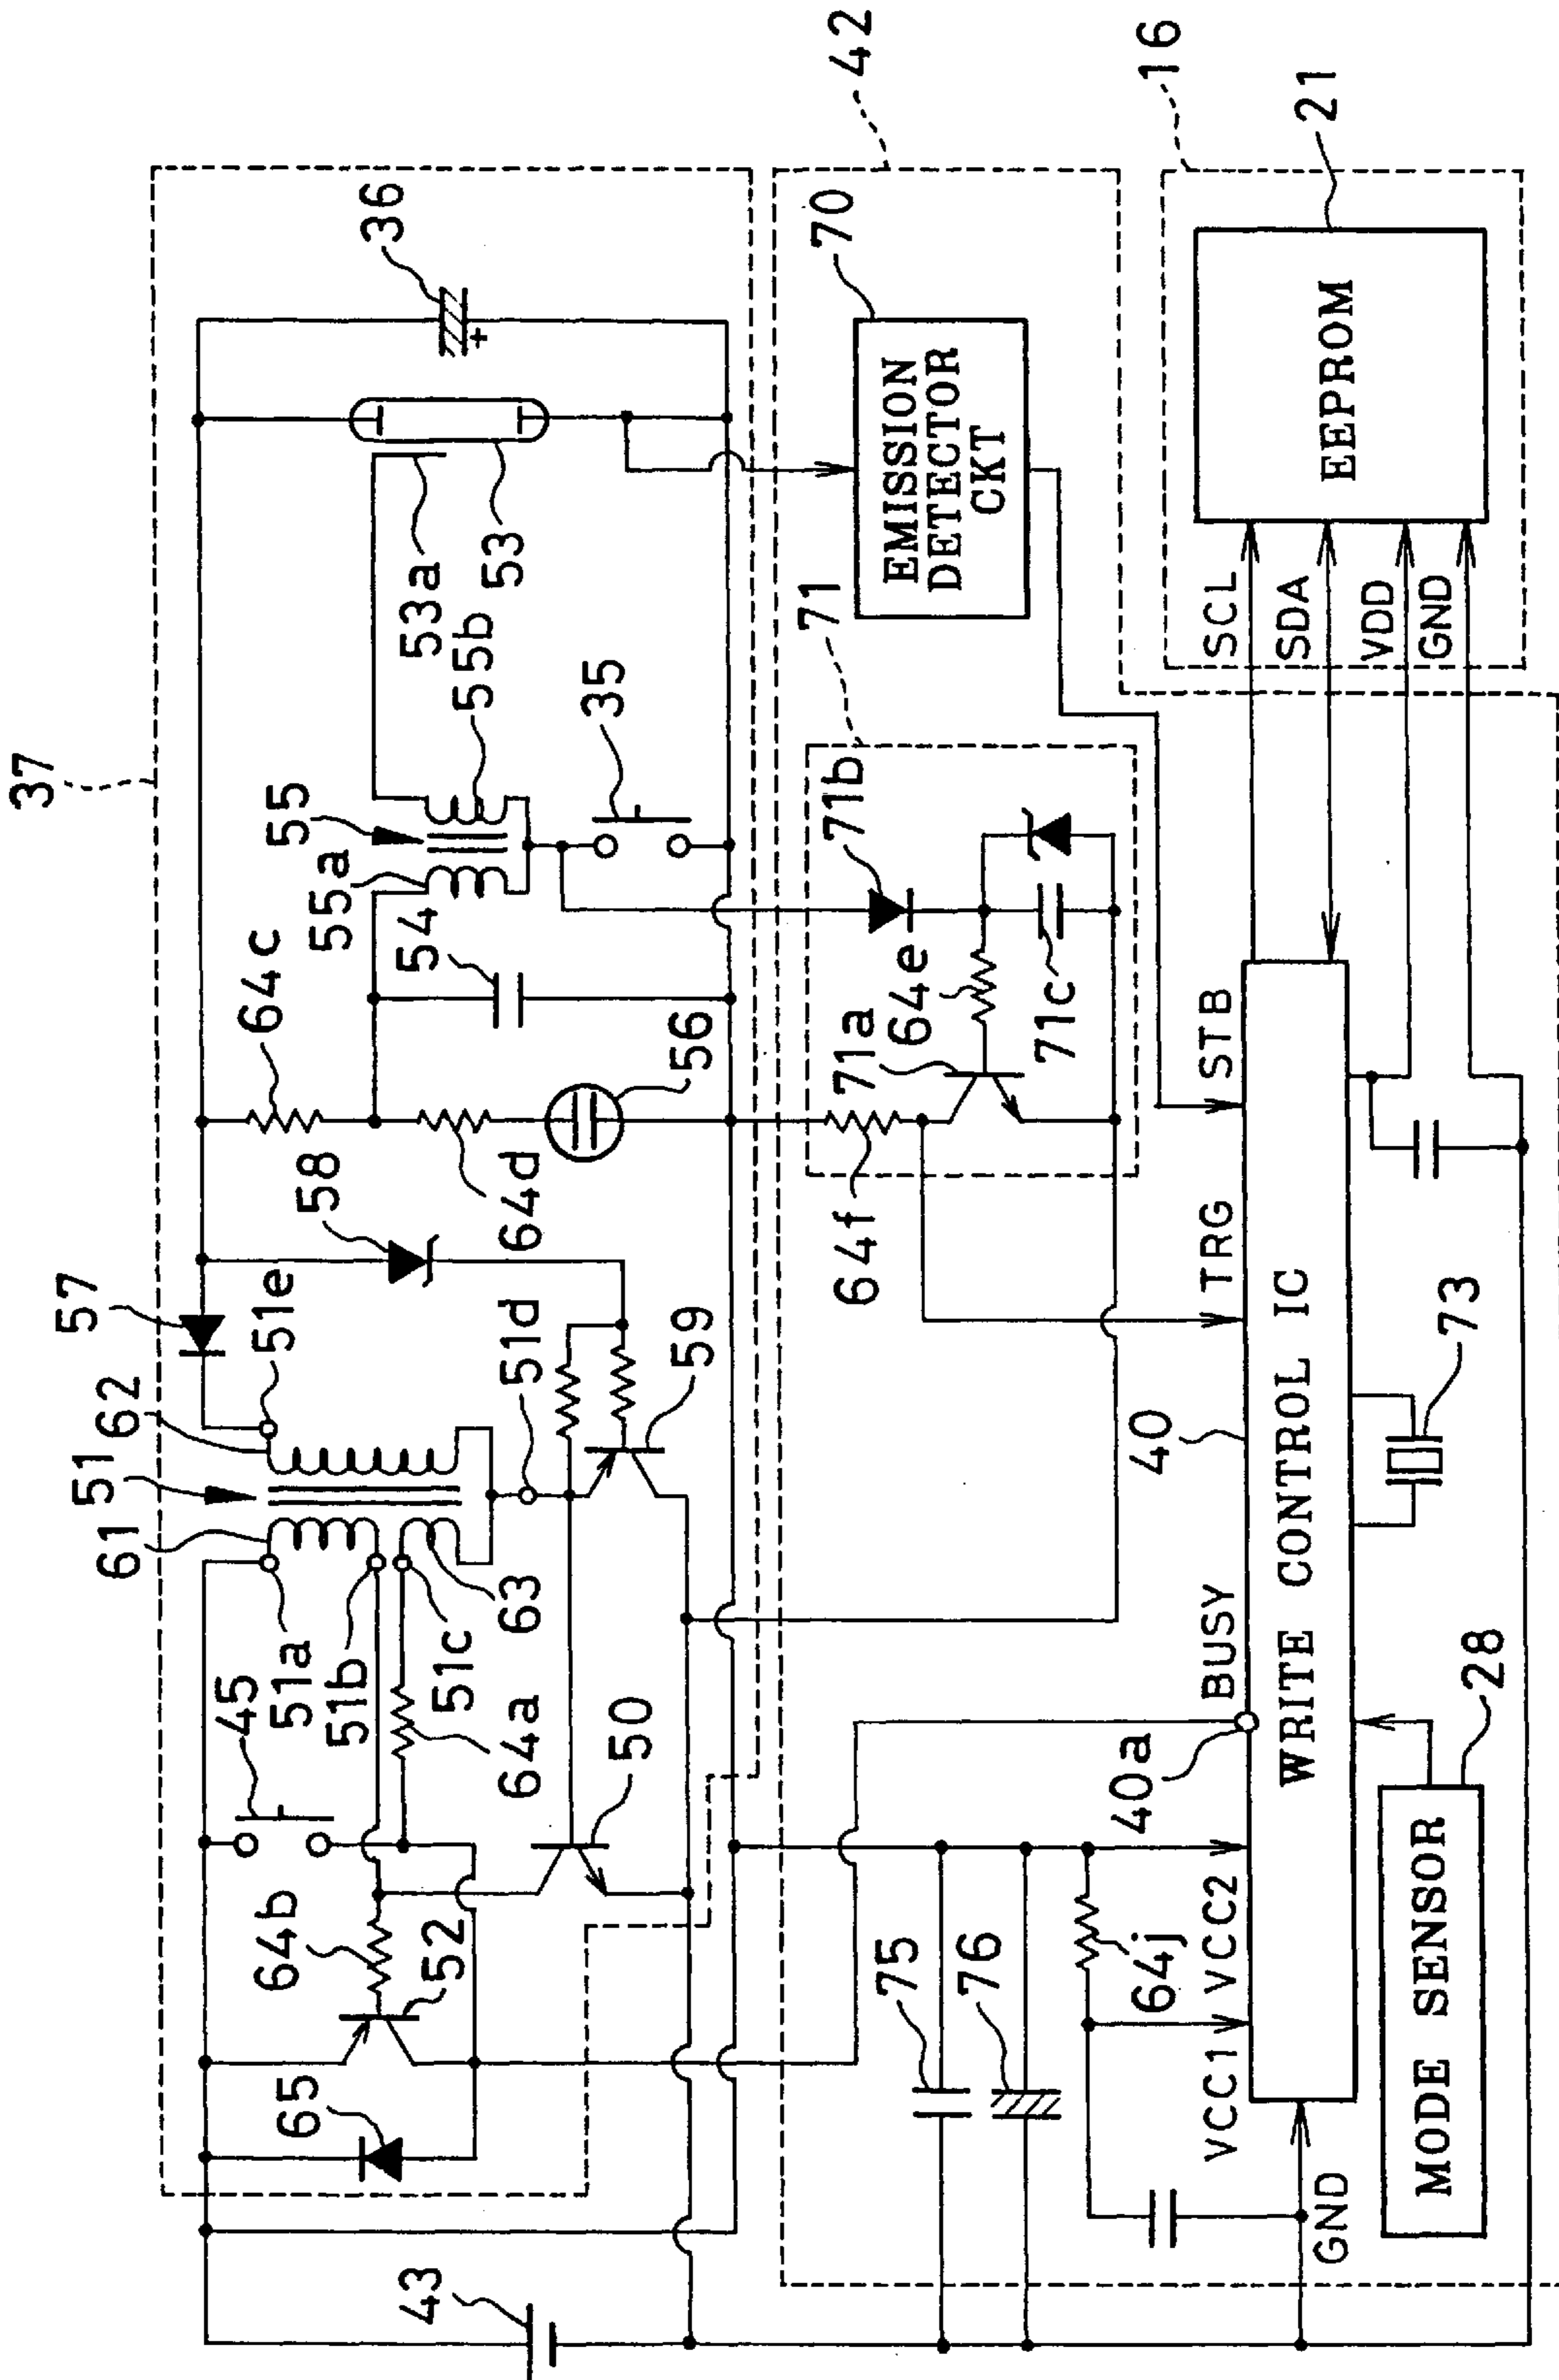 37
36
53
53a
55b
55
55a
35
54
64c
56
64d
58
57
51e
51d
59
62
51
61
63
51a
51b
51c
45
64a
50
64b
52
65
43
42
70
EMISSION
DETECTOR
CKT
71
71b
64e
71a
71c
64f
16
21
EEPROM
SCL
SDA
VDD
GND
STB
TRG
BUSY
40
40a
WRITE CONTROL IC
73
28
MODE SENSOR
75
76
64j
VCC1
VCC2
GND